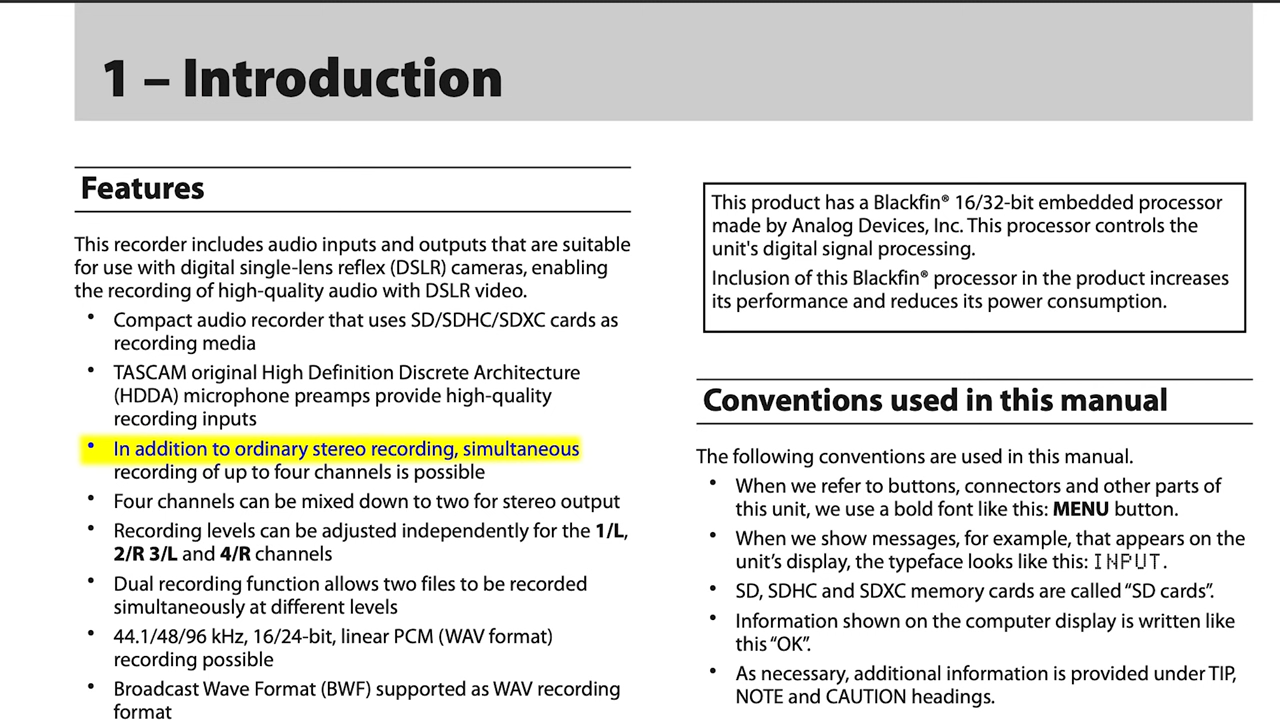 1 – Introduction
Features
This recorder includes audio inputs and outputs that are suitable
for use with digital single-lens reflex (DSLR) cameras, enabling
the recording of high-quality audio with DSLR video.
• Compact audio recorder that uses SD/SDHC/SDXC cards as
recording media
• TASCAM original High Definition Discrete Architecture
(HDDA) microphone preamps provide high-quality
recording inputs
• In addition to ordinary stereo recording, simultaneous
recording of up to four channels is possible
• Four channels can be mixed down to two for stereo output
• Recording levels can be adjusted independently for the 1/L,
2/R 3/L and 4/R channels
• Dual recording function allows two files to be recorded
simultaneously at different levels
• 44.1/48/96 kHz, 16/24-bit, linear PCM (WAV format)
recording possible
• Broadcast Wave Format (BWF) supported as WAV recording
format
This product has a Blackfin® 16/32-bit embedded processor
made by Analog Devices, Inc. This processor controls the
unit's digital signal processing.
Inclusion of this Blackfin® processor in the product increases
its performance and reduces its power consumption.
Conventions used in this manual
The following conventions are used in this manual.
• When we refer to buttons, connectors and other parts of
this unit, we use a bold font like this: MENU button.
• When we show messages, for example, that appears on the
unit’s display, the typeface looks like this: INPUT.
• SD, SDHC and SDXC memory cards are called “SD cards”.
• Information shown on the computer display is written like
this “OK”.
• As necessary, additional information is provided under TIP,
NOTE and CAUTION headings.